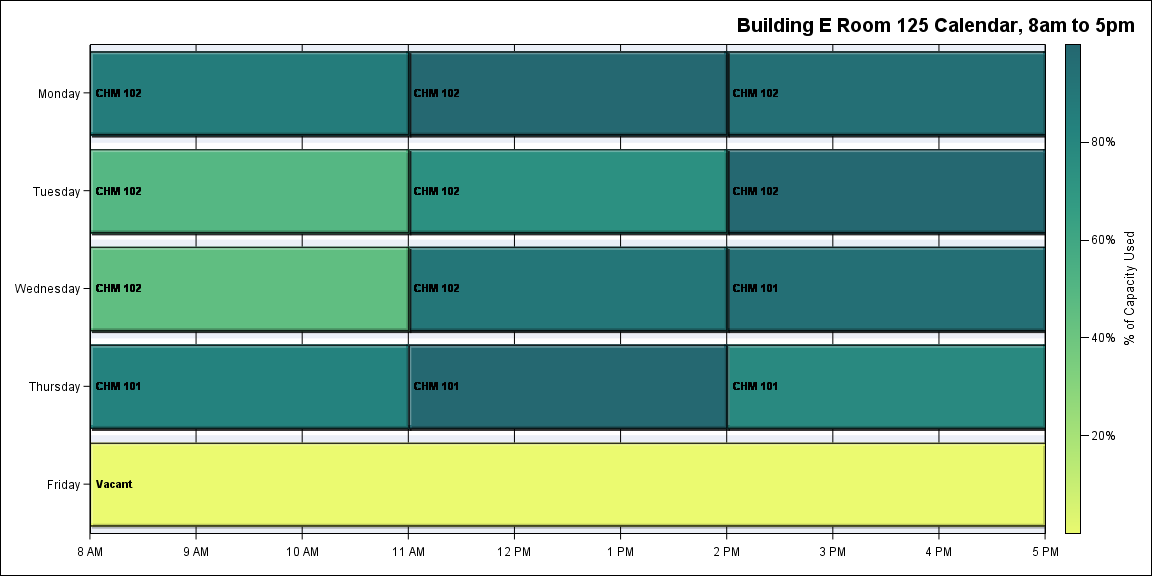 Building E Room 125 Calendar, 8am to 5pm
Monday
CHM 102
CHM 102
CHM 102
Tuesday
CHM 102
CHM 102
CHM 102
Wednesday
CHM 102
CHM 102
CHM 101
Thursday
CHM 101
CHM 101
CHM 101
Friday
Vacant
8 AM
9 AM
10 AM
11 AM
12 PM
1 PM
2 PM
3 PM
4 PM
5 PM
80%
60%
40%
20%
% of Capacity Used